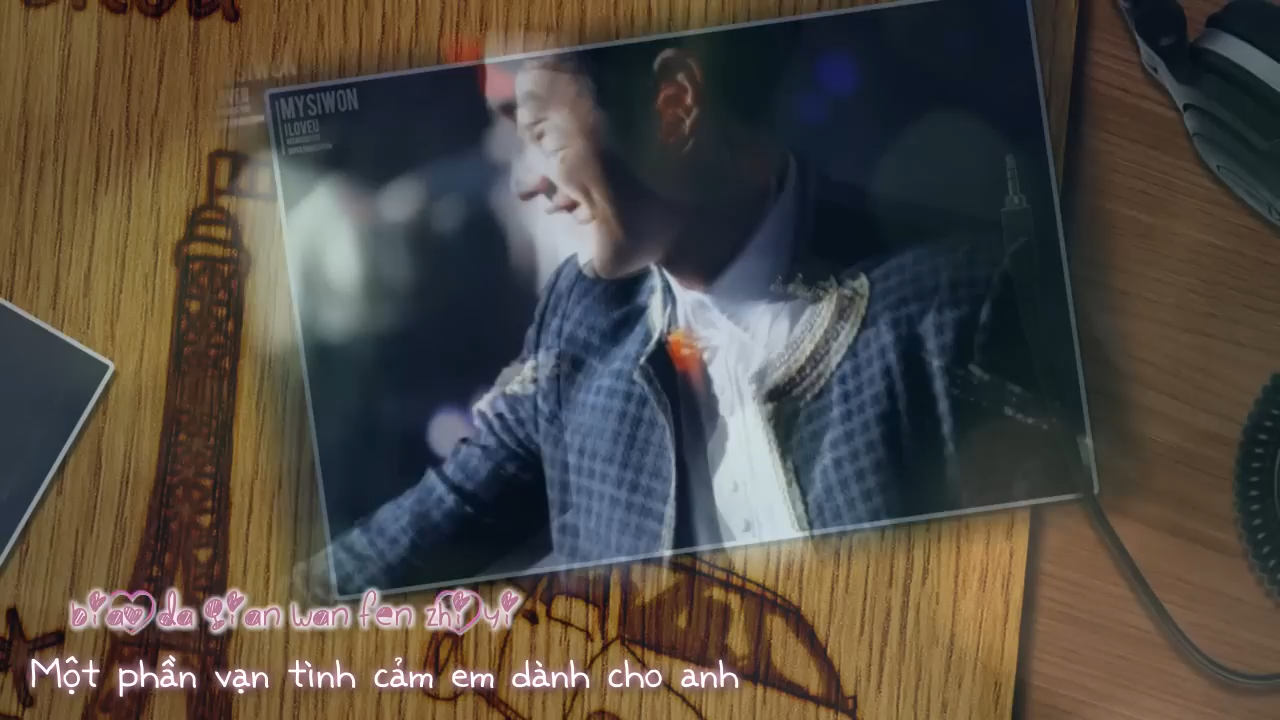 MYSIWON
ILOVEU
biao da qian wan fen zhi yi
Một phần vạn tình cảm em dành cho anh